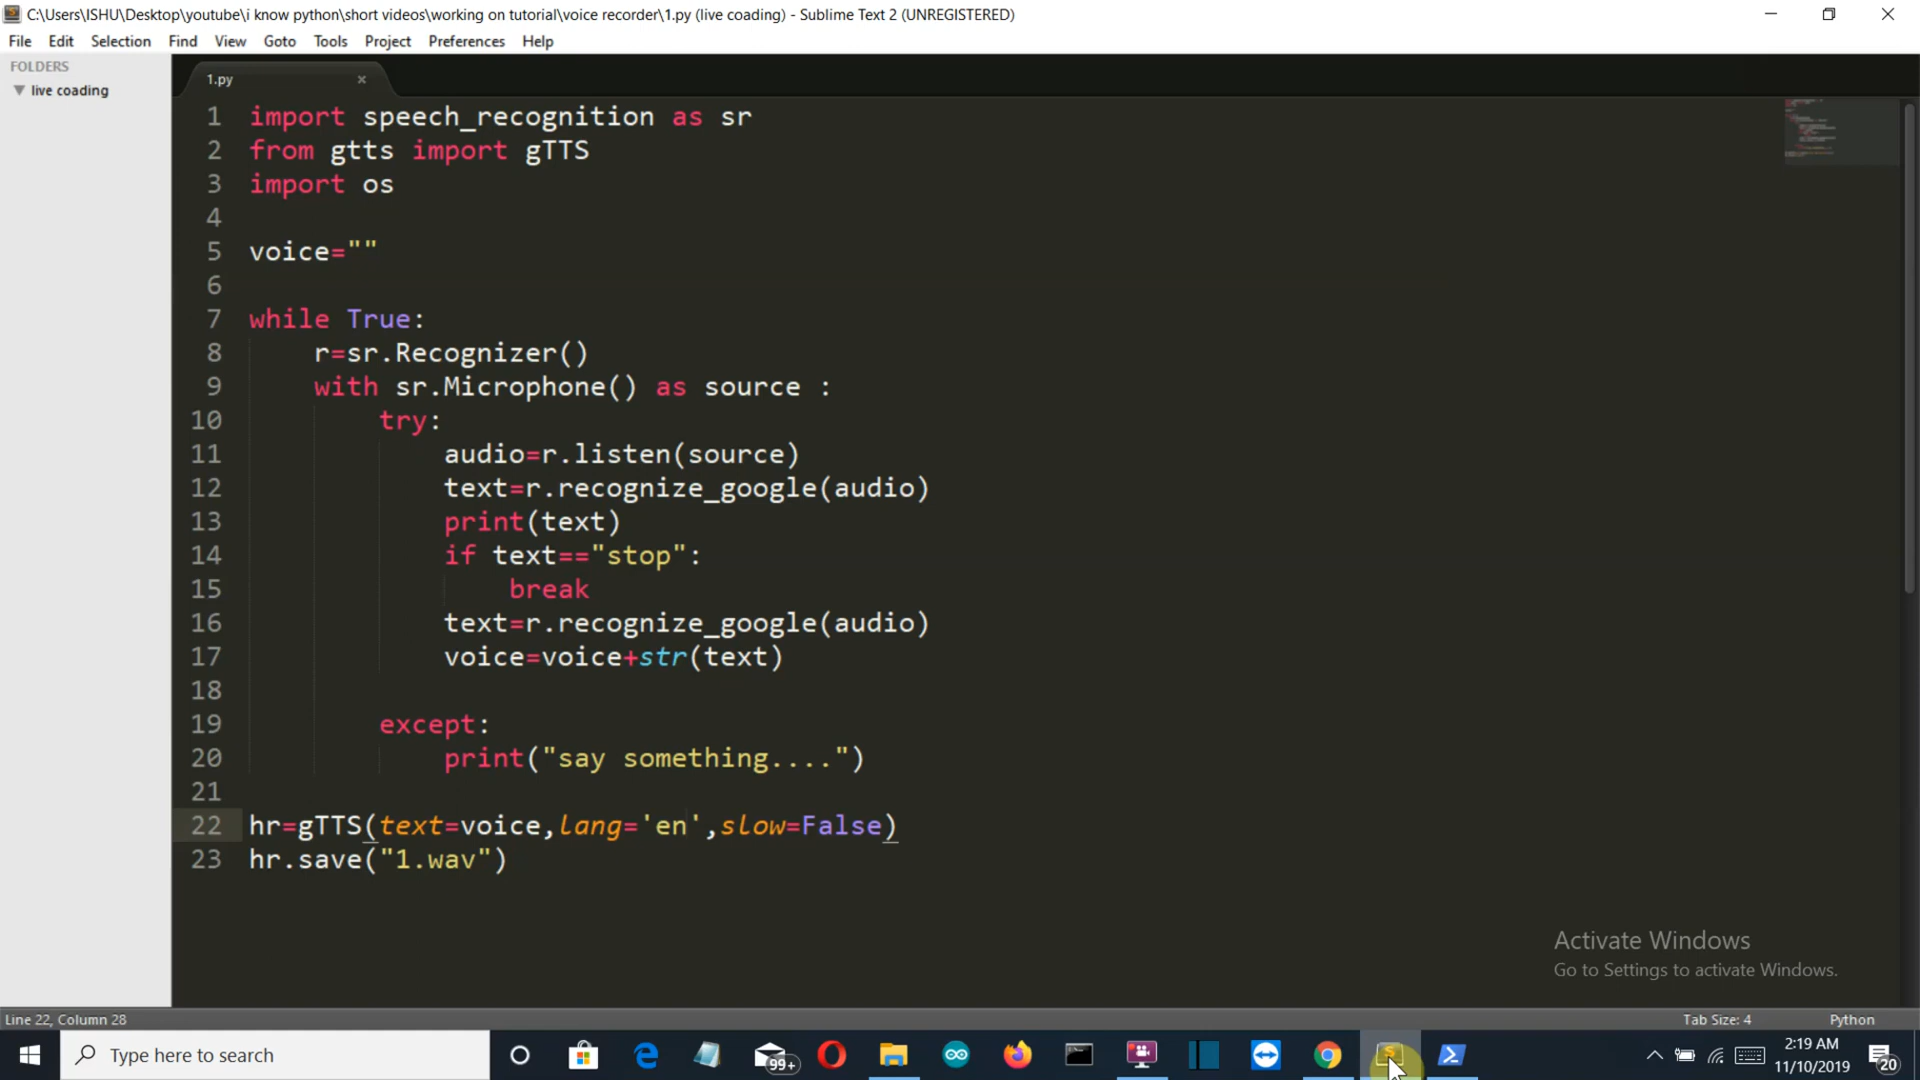 C:\Users\ISHU\Desktop\youtube\i know python\short videos\working on tutorial\voice recorder\1.py (live coading) - Sublime Text 2 (UNREGISTERED)
File Edit Selection Find View Goto Tools Project Preferences Help
FOLDERS
live coading
1.py
1 import speech_recognition as sr
2 from gtts import gTTS
3 import os
4
5 voice=""
6
7 while True:
8 r=sr.Recognizer()
9 with sr.Microphone() as source :
10 try:
11 audio=r.listen(source)
12 text=r.recognize_google(audio)
13 print(text)
14 if text=="stop":
15 break
16 text=r.recognize_google(audio)
17 voice=voice+str(text)
18
19 except:
20 print("say something....")
21
22 hr=gTTS(text=voice,lang='en',slow=False)
23 hr.save("1.wav")
Activate Windows
Go to Settings to activate Windows.
Line 22, Column 28
Tab Size: 4
Python
Type here to search
99+
2:19 AM
11/10/2019
20